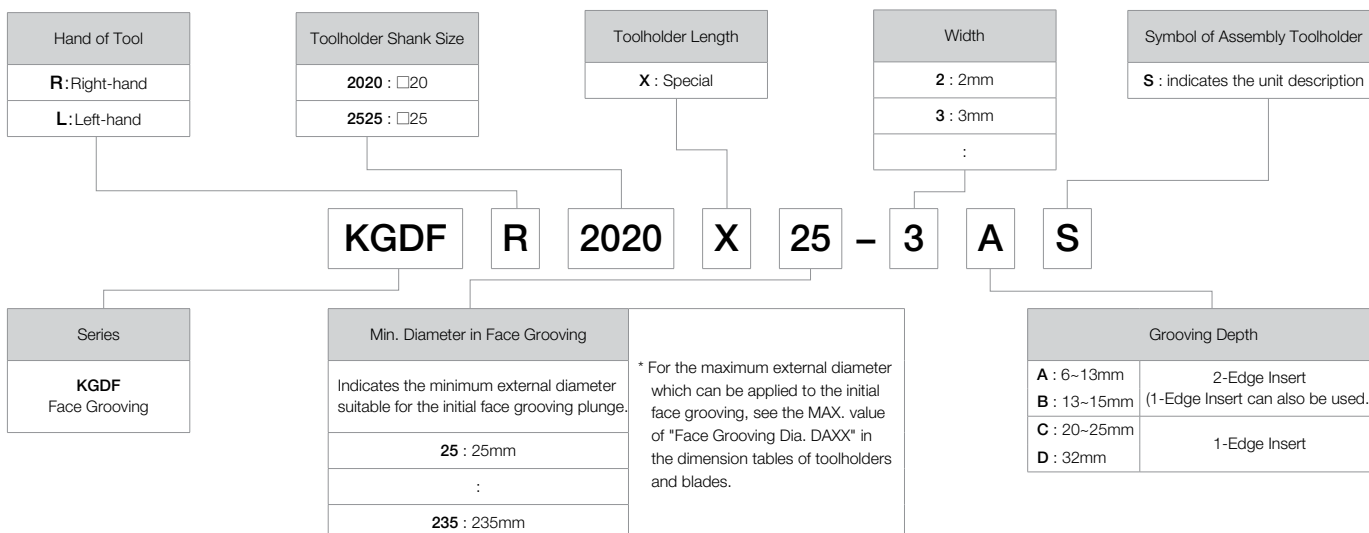 Hand of Tool
R:Right-hand
L:Left-hand
Toolholder Shank Size
2020 : □20
2525 : □25
Toolholder Length
X : Special
Width
2 : 2mm
3 : 3mm
:
Symbol of Assembly Toolholder
S : indicates the unit description
KGDF R 2020 X 25 – 3 A S
Series
KGDF
Face Grooving
Min. Diameter in Face Grooving
Indicates the minimum external diameter
suitable for the initial face grooving plunge.
25 : 25mm
:
235 : 235mm
* For the maximum external diameter
which can be applied to the initial
face grooving, see the MAX. value
of "Face Grooving Dia. DAXX" in
the dimension tables of toolholders
and blades.
Grooving Depth
A : 6~13mm
B : 13~15mm
2-Edge Insert
(1-Edge Insert can also be used.
C : 20~25mm
D : 32mm
1-Edge Insert